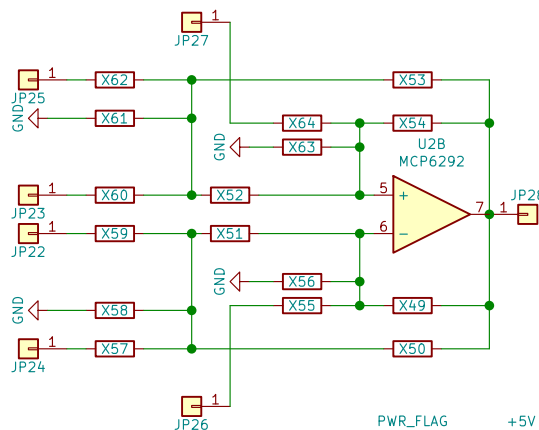 1
JP27
1
JP25
X62
X53
GND
X61
X64
X54
GND
X63
U2B
MCP6292
1
JP23
X60
X52
5
+
7
1
JP28
1
JP22
X59
X51
6
−
GND
X56
GND
X58
X55
X49
1
JP24
X57
X50
1
JP26
PWR_FLAG
+5V